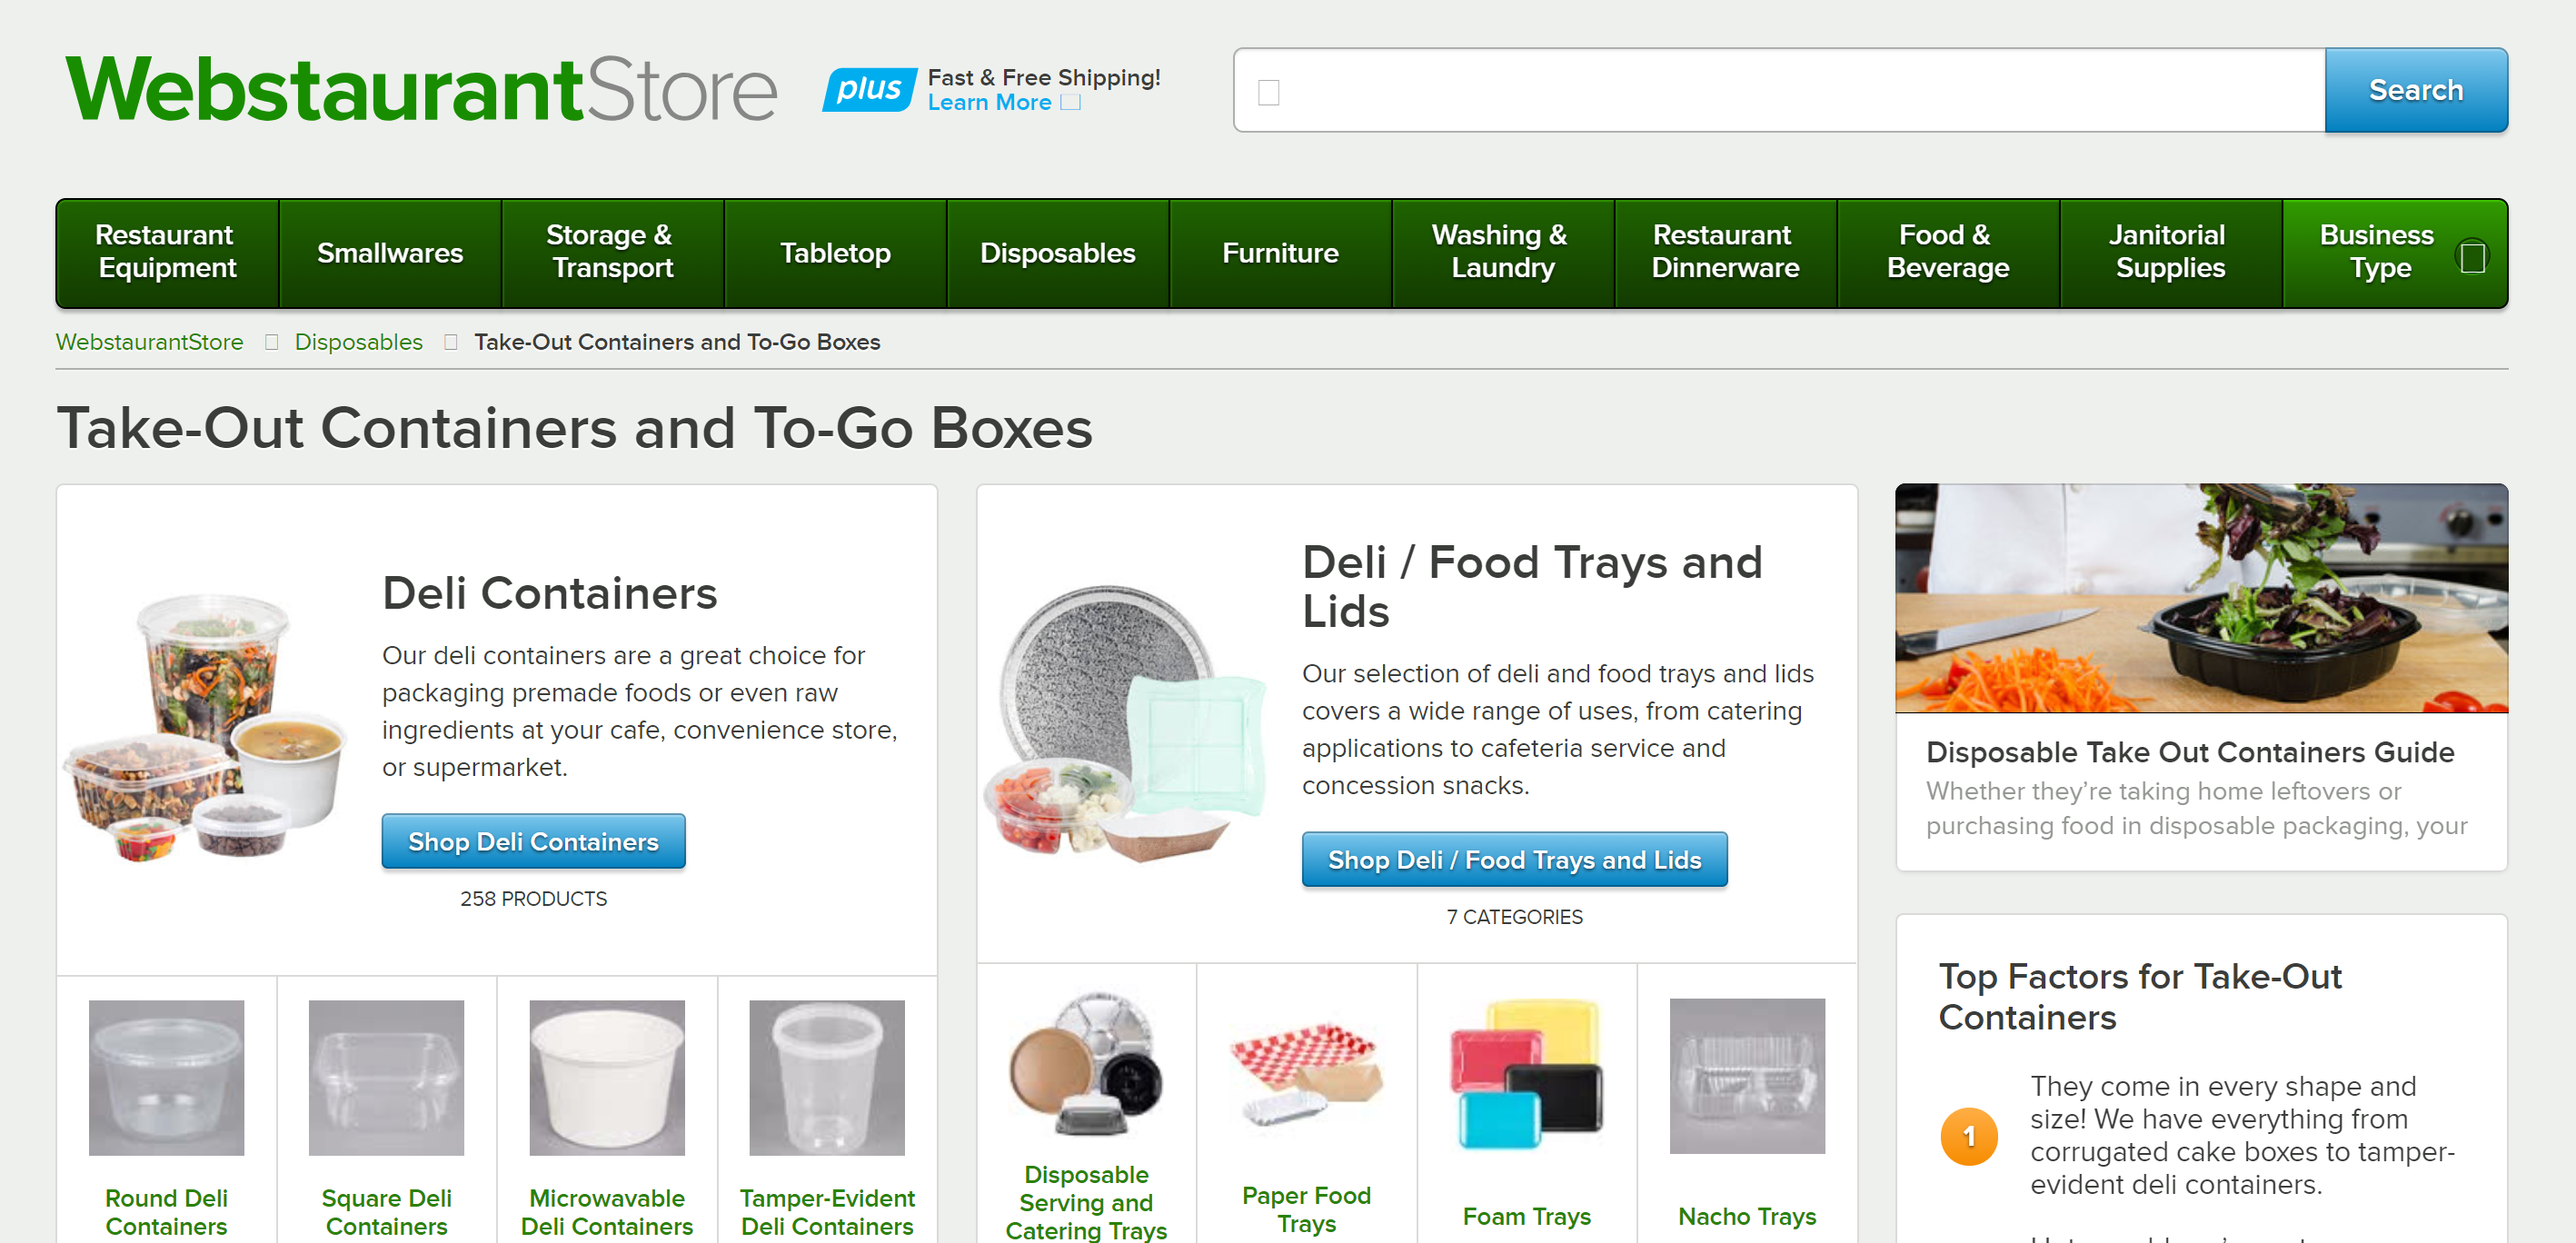 WebstaurantStore
plus
Fast & Free Shipping!
Learn More
Search
Restaurant
Equipment
Smallwares
Storage &
Transport
Tabletop
Disposables
Furniture
Washing &
Laundry
Restaurant
Dinnerware
Food &
Beverage
Janitorial
Supplies
Business
Type
WebstaurantStore Disposables Take-Out Containers and To-Go Boxes
Take-Out Containers and To-Go Boxes
Deli Containers
Our deli containers are a great choice for
packaging premade foods or even raw
ingredients at your cafe, convenience store,
or supermarket.
Shop Deli Containers
258 PRODUCTS
Round Deli
Containers
Square Deli
Containers
Microwavable
Deli Containers
Tamper-Evident
Deli Containers
Deli / Food Trays and
Lids
Our selection of deli and food trays and lids
covers a wide range of uses, from catering
applications to cafeteria service and
concession snacks.
Shop Deli / Food Trays and Lids
7 CATEGORIES
Disposable
Serving and
Catering Trays
Paper Food
Trays
Foam Trays
Nacho Trays
Disposable Take Out Containers Guide
Whether they’re taking home leftovers or
purchasing food in disposable packaging, your
Top Factors for Take-Out
Containers
1
They come in every shape and
size! We have everything from
corrugated cake boxes to tamper-
evident deli containers.